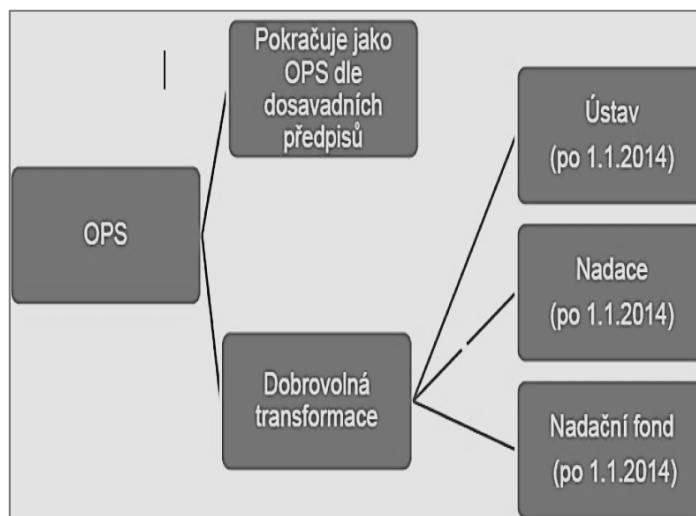 Pokračuje jako
OPS dle
dosavadních
předpisů
Ústav
(po 1.1.2014)
OPS
Nadace
(po 1.1.2014)
Dobrovolná
transformace
Nadační fond
(po 1.1.2014)